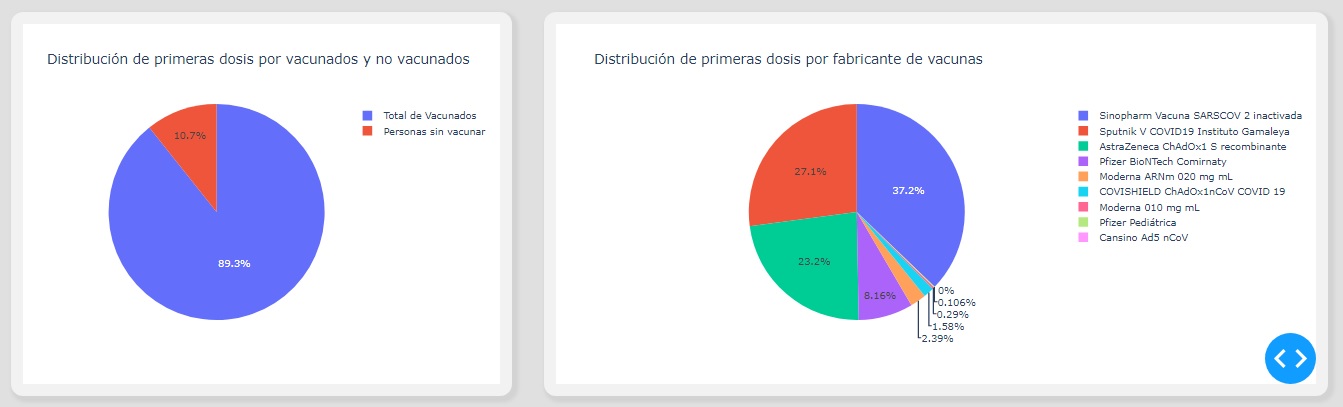 Distribución de primeras dosis por vacunados y no vacunados
Total de Vacunados
Personas sin vacunar
10.7%
89.3%
Distribución de primeras dosis por fabricante de vacunas
Sinopharm Vacuna SARSCOV 2 inactivada
Sputnik V COVID19 Instituto Gamaleya
AstraZeneca ChAdOx1 S recombinante
Pfizer BioNTech Comirnaty
Moderna ARNm 020 mg mL
COVISHIELD ChAdOx1nCoV COVID 19
Moderna 010 mg mL
Pfizer Pediátrica
Cansino Ad5 nCoV
27.1%
37.2%
23.2%
8.16%
0%
0.106%
0.29%
1.58%
2.39%